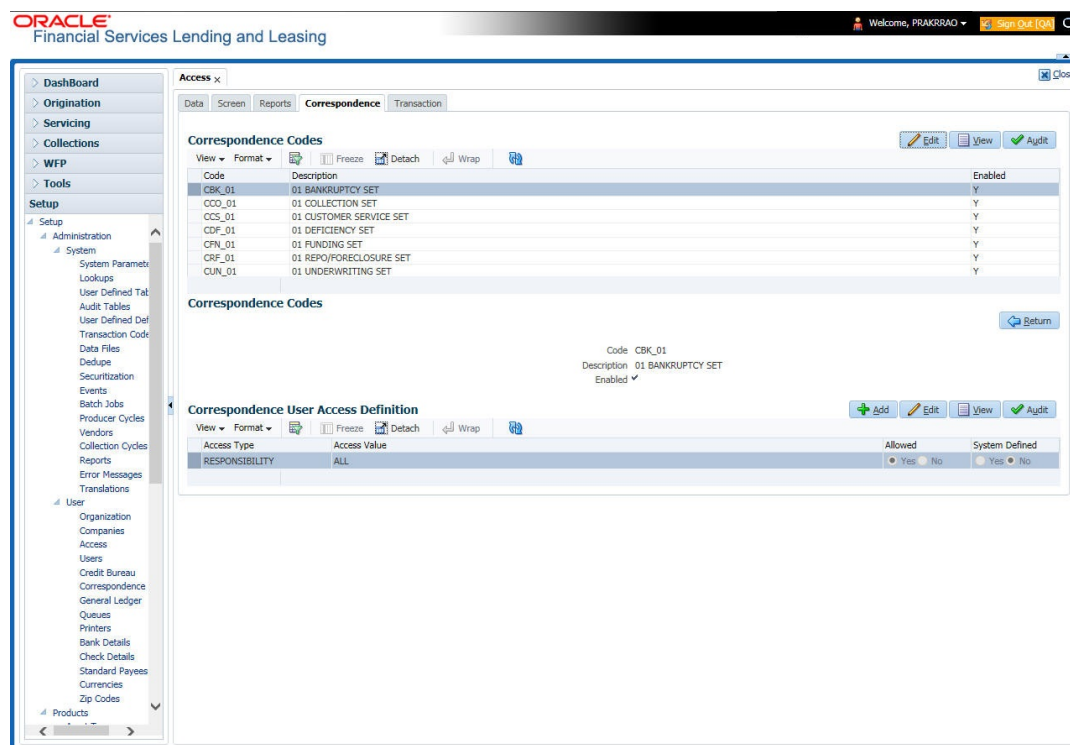 ORACLE'
Financial Services Lending and Leasing
Welcome, PRAKRRAO
Sign Out [QA]
DashBoard
Origination
Servicing
Collections
WFP
Tools
Setup
Setup
Administration
System
System Paramete
Lookups
User Defined Tab
Audit Tables
User Defined Def
Transaction Code
Data Files
Dedupe
Securitization
Events
Batch Jobs
Producer Cycles
Vendors
Collection Cycles
Reports
Error Messages
Translations
User
Organization
Companies
Access
Users
Credit Bureau
Correspondence
General Ledger
Queues
Printers
Bank Details
Check Details
Standard Payees
Currencies
Zip Codes
Products
Access x
Clos
Data Screen Reports Correspondence Transaction
Correspondence Codes
Edit View Audit
View Format Freeze Detach Wrap
Code Description Enabled
CBK_01 01 BANKRUPTCY SET Y
CCO_01 01 COLLECTION SET Y
CCS_01 01 CUSTOMER SERVICE SET Y
CDF_01 01 DEFICIENCY SET Y
CFN_01 01 FUNDING SET Y
CRF_01 01 REPO/FORECLOSURE SET Y
CUN_01 01 UNDERWRITING SET Y
Correspondence Codes
Return
Code CBK_01
Description 01 BANKRUPTCY SET
Enabled
Correspondence User Access Definition
Add Edit View Audit
View Format Freeze Detach Wrap
Access Type Access Value Allowed System Defined
RESPONSIBILITY ALL Yes No Yes No